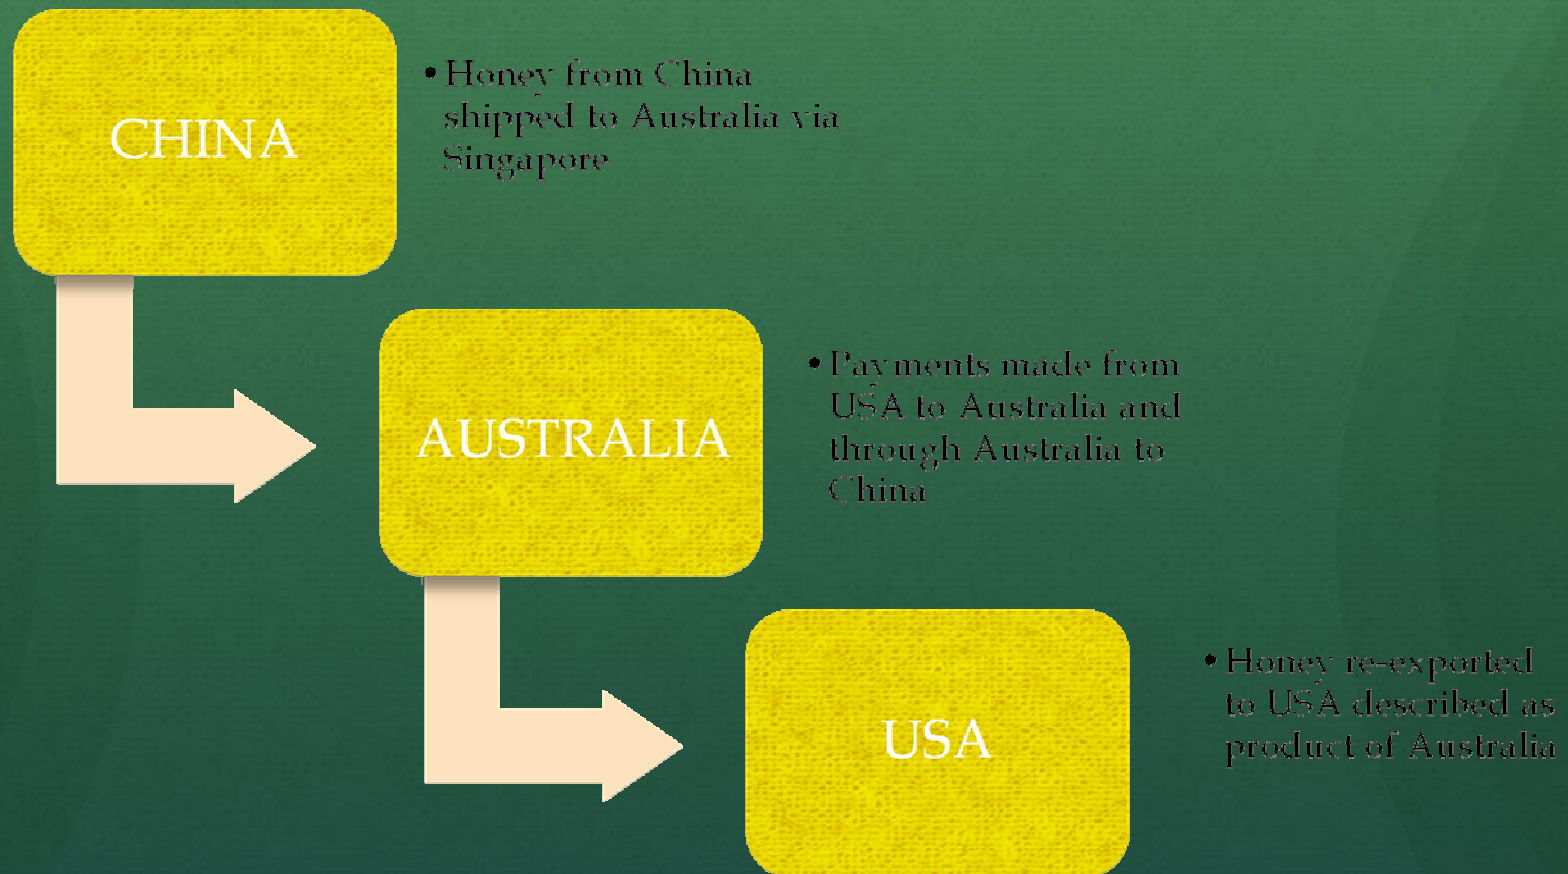 CHINA
• Honey from China
shipped to Australia via
Singapore
AUSTRALIA
• Payments made from
USA to Australia and
through Australia to
China
USA
• Honey re-exported
to USA described as
product of Australia